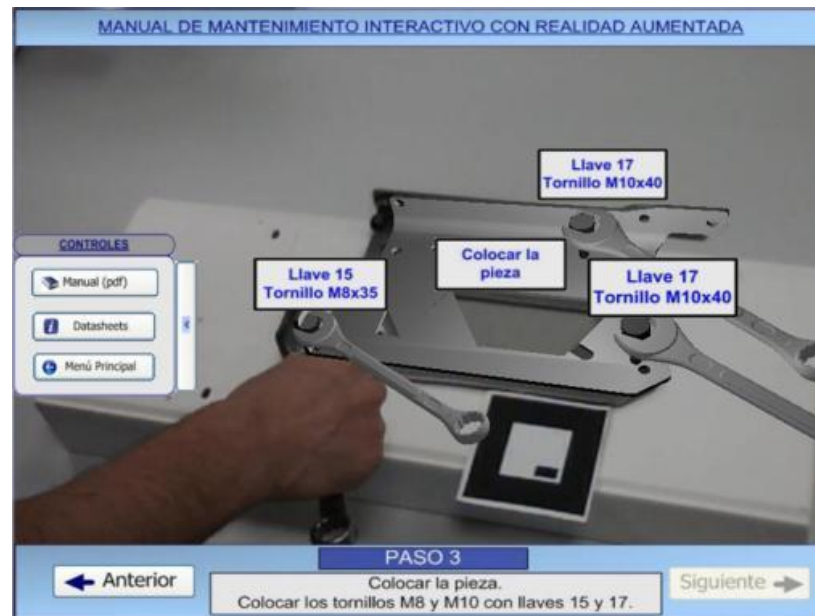 MANUAL DE MANTENIMIENTO INTERACTIVO CON REALIDAD AUMENTADA
Llave 17
Tornillo M10x40
CONTROLES
Manual (pdf)
Datasheets
Menú Principal
Llave 15
Tornillo M8x35
Colocar la
pieza
Llave 17
Tornillo M10x40
PASO 3
Anterior
Colocar la pieza.
Colocar los tornillos M8 y M10 con llaves 15 y 17.
Siguiente